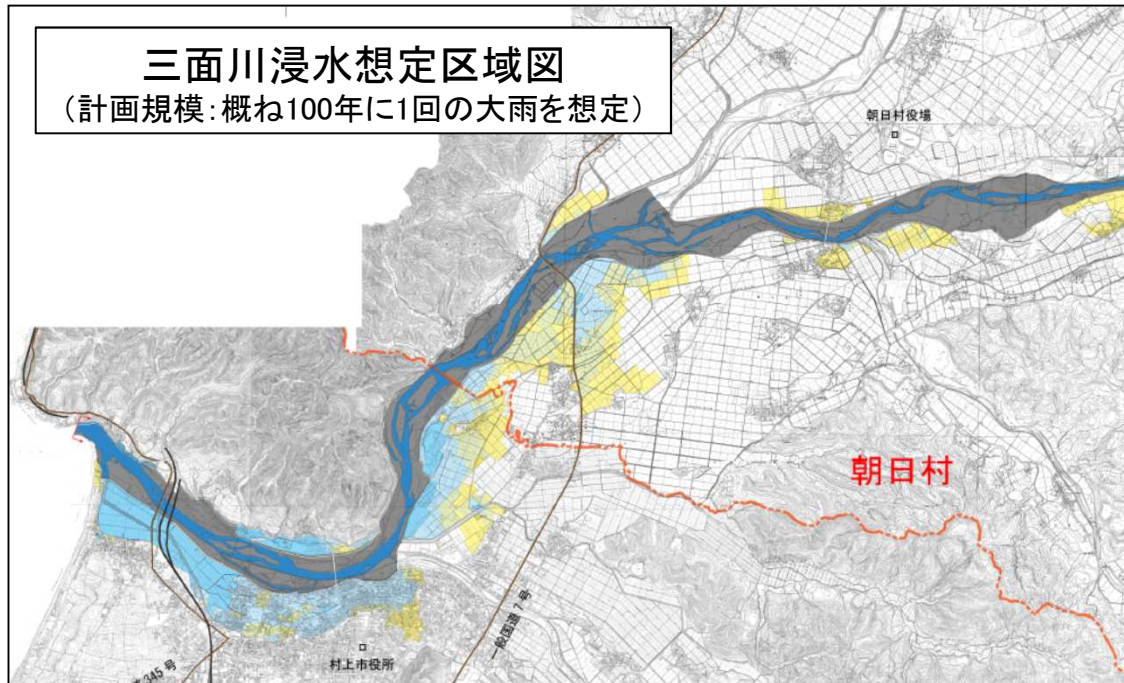 三面川浸水想定区域図
（計画規模：概ね100年に1回の大雨を想定）
朝日村役場
朝日村
一般国道7号
村上市役所
345号